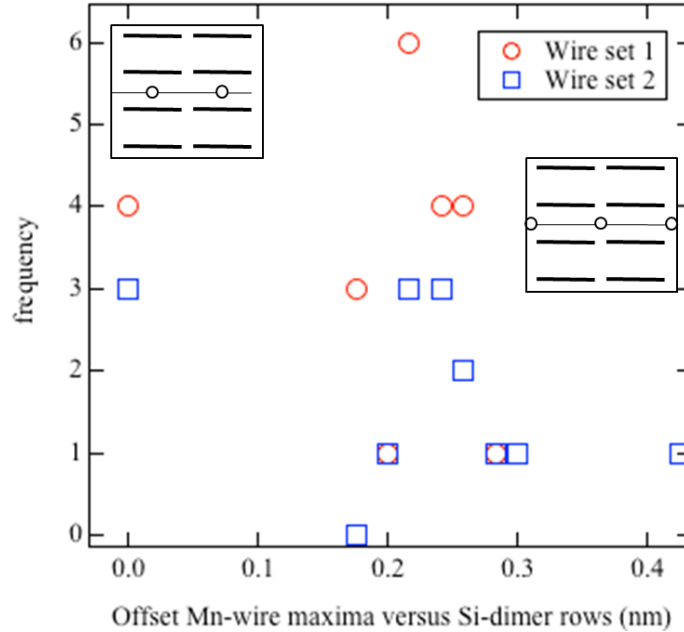 6
5
4
3
2
1
0
frequency
Wire set 1
Wire set 2
0.0 0.1 0.2 0.3 0.4
Offset Mn-wire maxima versus Si-dimer rows (nm)